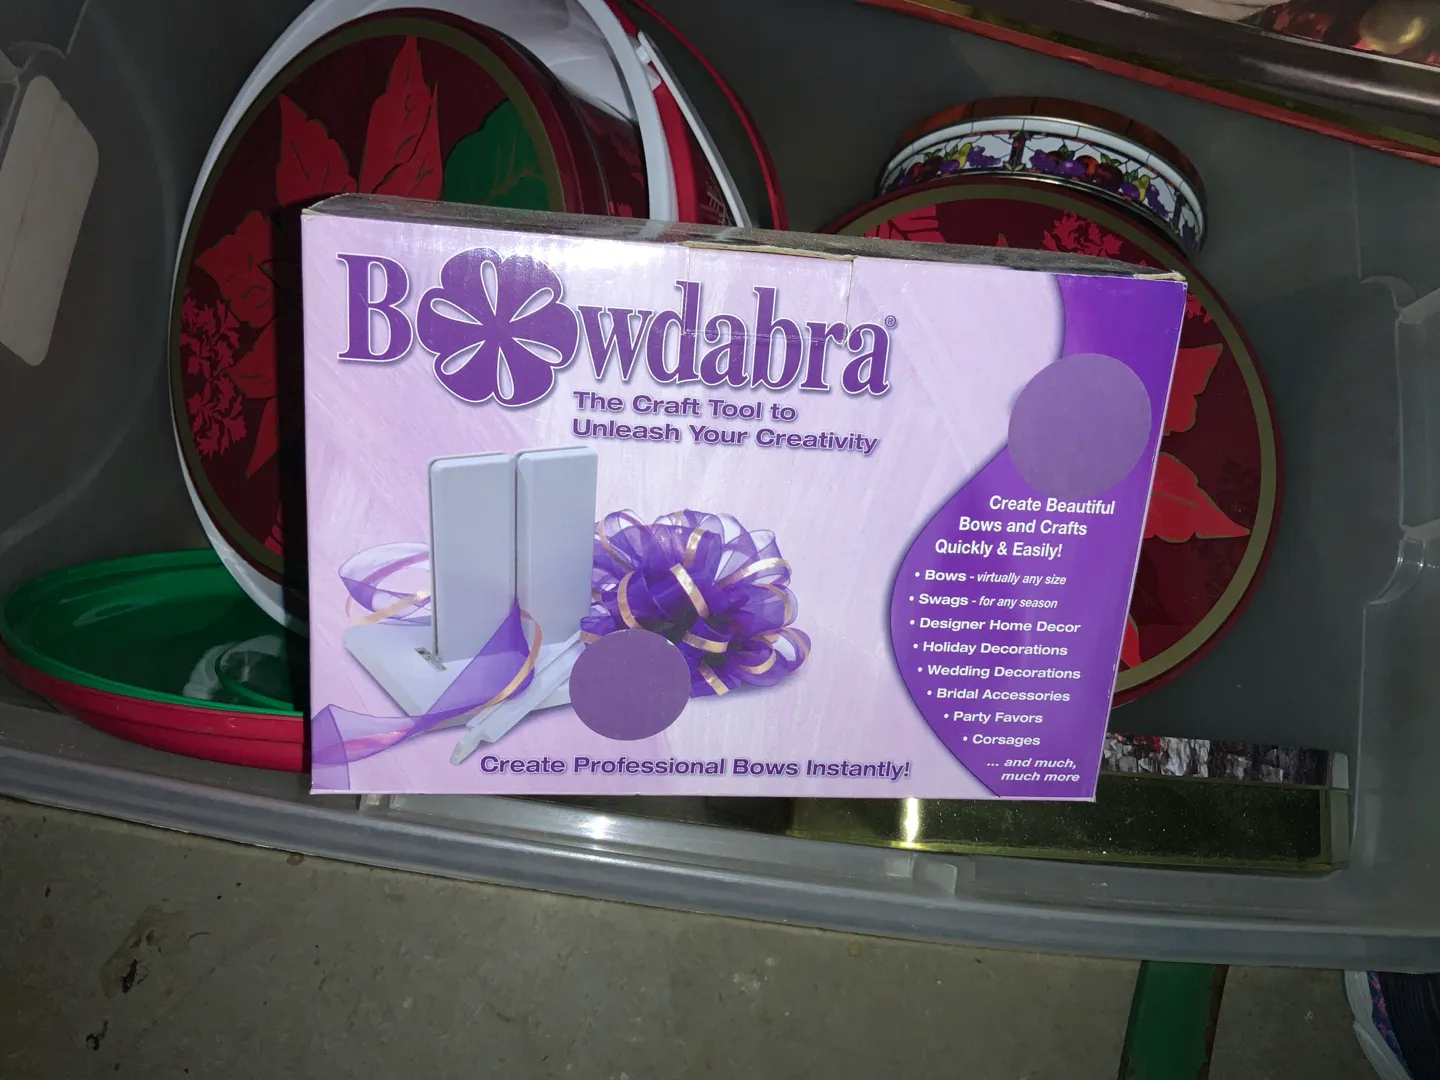 Bowdabra®
The Craft Tool to
Unleash Your Creativity
Create Beautiful
Bows and Crafts
Quickly & Easily!
• Bows - virtually any size
• Swags - for any season
• Designer Home Decor
• Holiday Decorations
• Wedding Decorations
• Bridal Accessories
• Party Favors
• Corsages
... and much,
much more
Create Professional Bows Instantly!